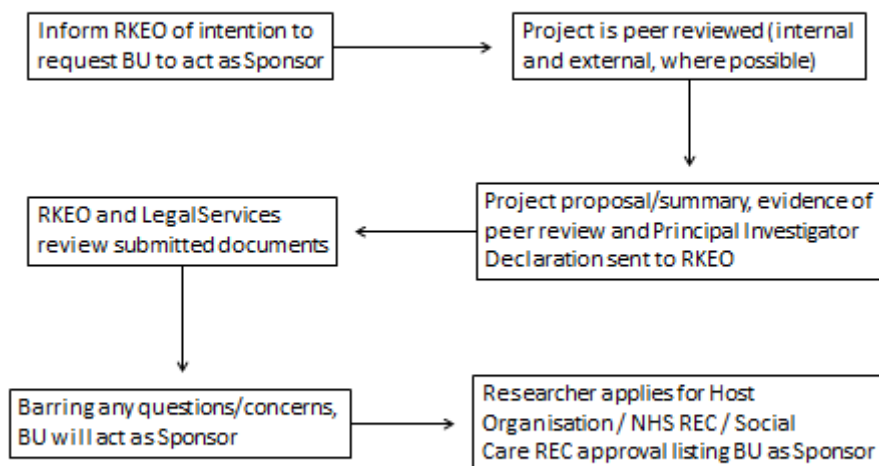 Inform RKEO of intention to
request BU to act as Sponsor
Project is peer reviewed (internal
and external, where possible)
Project proposal/summary, evidence of
peer review and Principal Investigator
Declaration sent to RKEO
RKEO and Legal Services
review submitted documents
Barring any questions/concerns,
BU will act as Sponsor
Researcher applies for Host
Organisation / NHS REC / Social
Care REC approval listing BU as Sponsor